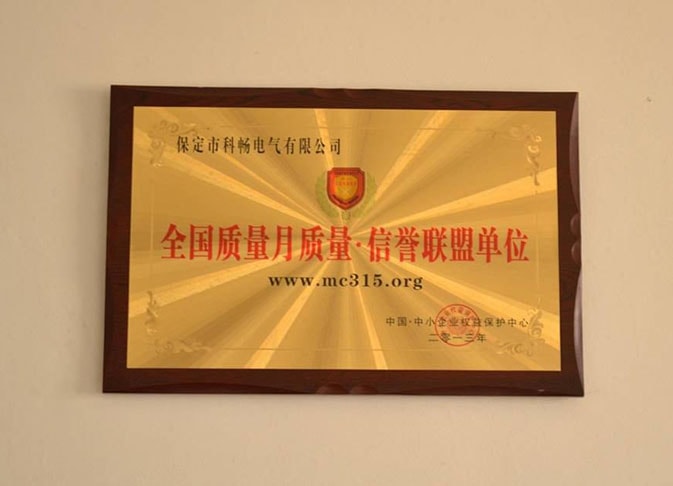 保定市科畅电气有限公司
全国质量月质量·信誉联盟单位
www.mc315.org
中国·中小企业权益保护中心
二零一三年